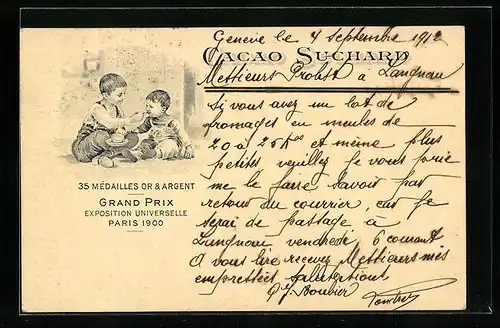 Genève le 4 Septembre 1912
CACAO SUCHARD
Messieurs Probst à Langnau
Si vous avez un lot de
fromages en meules de
20 à 25 Kos et meme plus
petites veuillez je vous prie
me le faire savoir par
retour du courrier, car je
serai de passage à
Langnau vendredi 6 courant
A vous lire recevez Messieurs mes
empressées salutations
Bouvier
35 MÉDAILLES OR & ARGENT
GRAND PRIX
EXPOSITION UNIVERSELLE
PARIS 1900